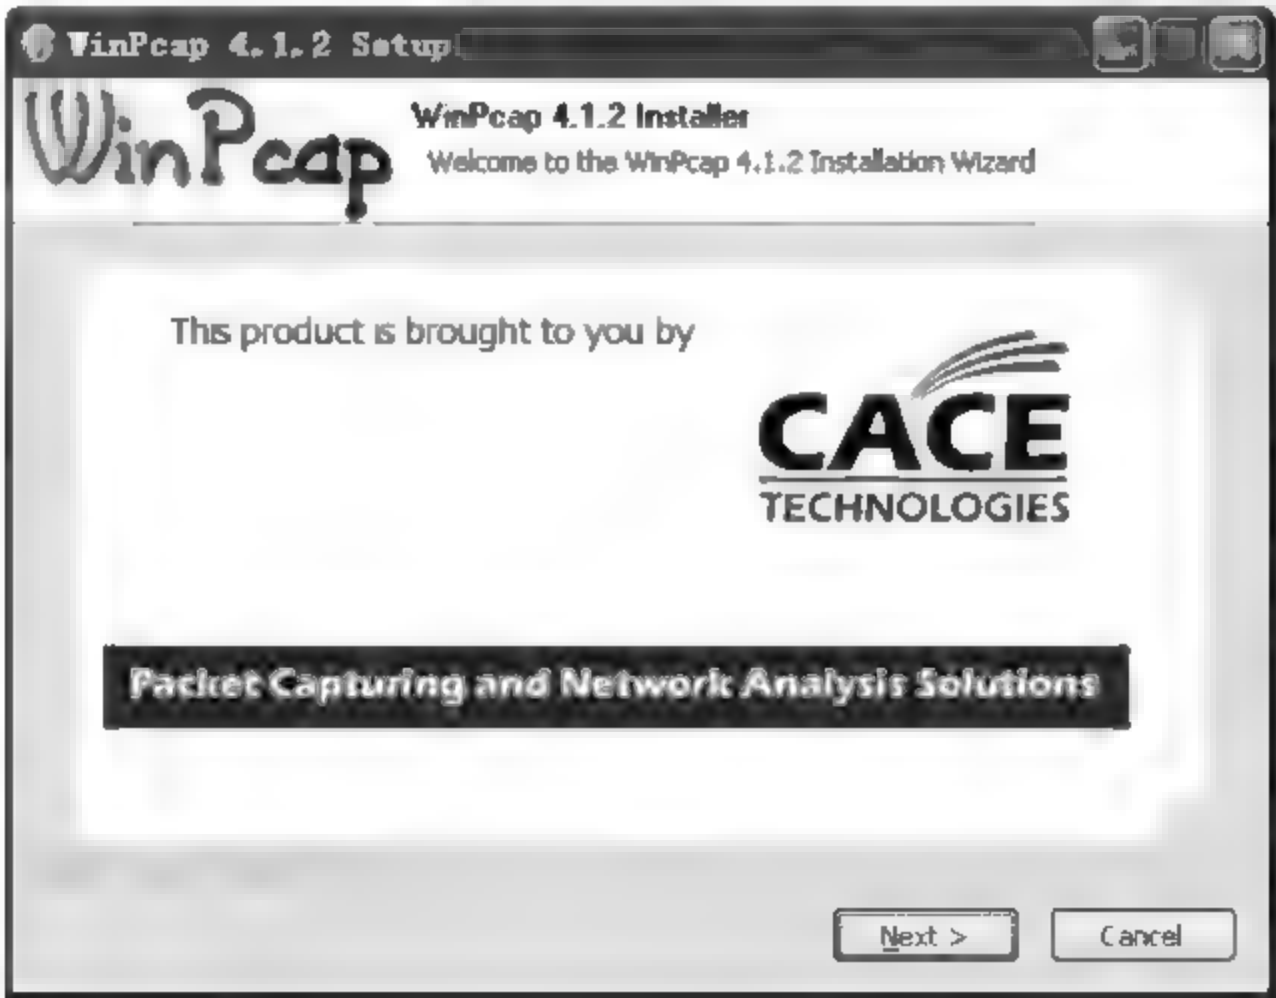 WinPcap 4.1.2 Setup
WinPcap
WinPcap 4.1.2 Installer
Welcome to the WinPcap 4.1.2 Installation Wizard
This product is brought to you by
CACE
TECHNOLOGIES
Packet Capturing and Network Analysis Solutions
Next >
Cancel